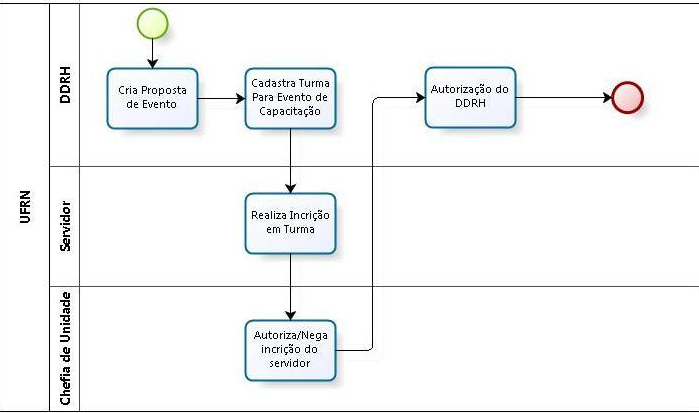 UFRN
DDRH
Cria Proposta
de Evento
Cadastra Turma
Para Evento de
Capacitação
Autorização do
DDRH
Servidor
Realiza Incrição
em Turma
Chefia de Unidade
Autoriza/Nega
incrição do
servidor